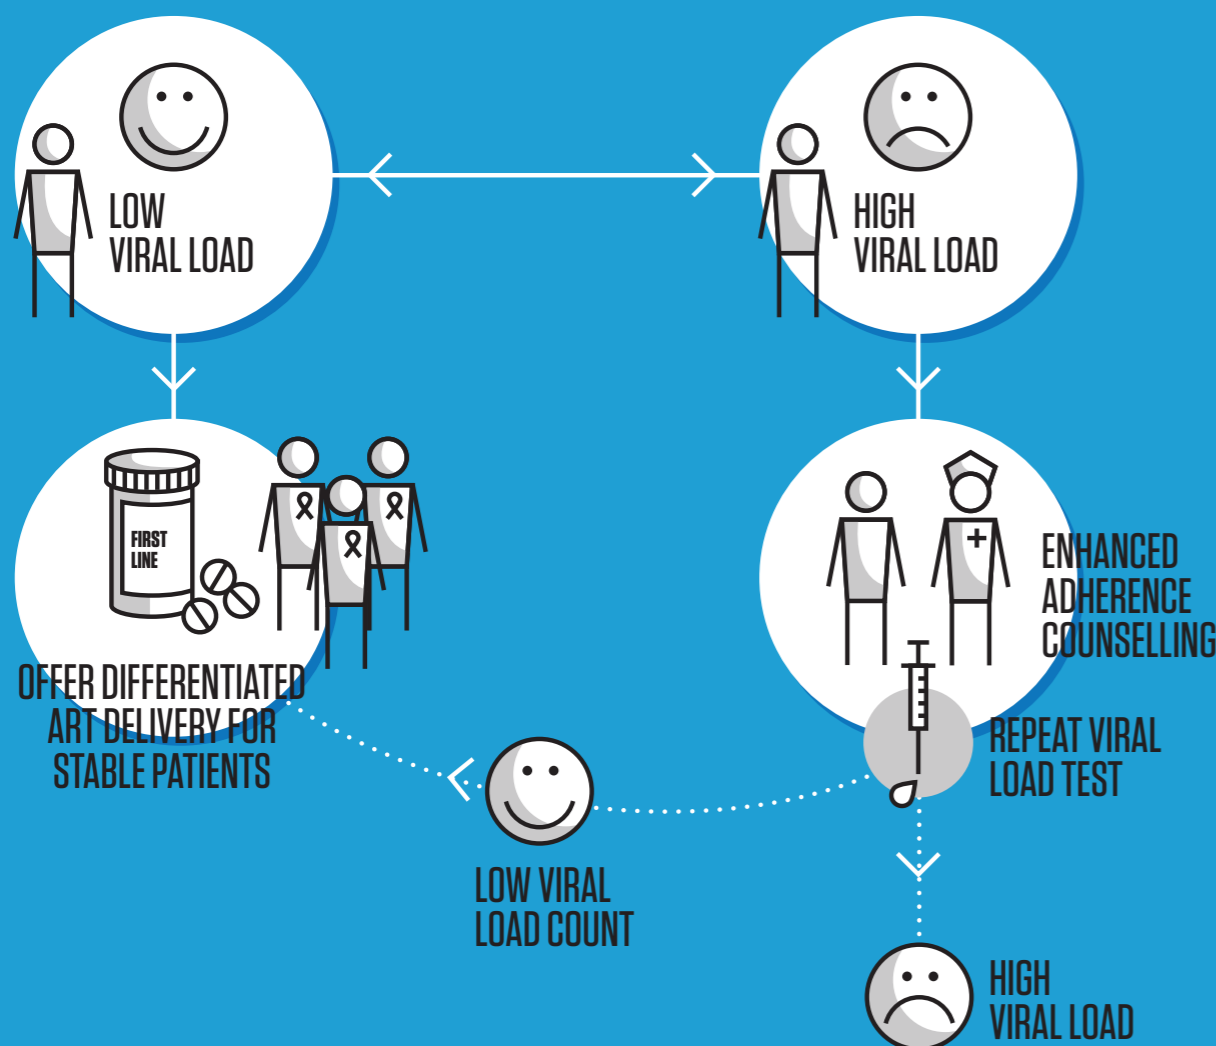 LOW
VIRAL LOAD
HIGH
VIRAL LOAD
FIRST
LINE
OFFER DIFFERENTIATED
ART DELIVERY FOR
STABLE PATIENTS
ENHANCED
ADHERENCE
COUNSELLING
REPEAT VIRAL
LOAD TEST
LOW VIRAL
LOAD COUNT
HIGH
VIRAL LOAD